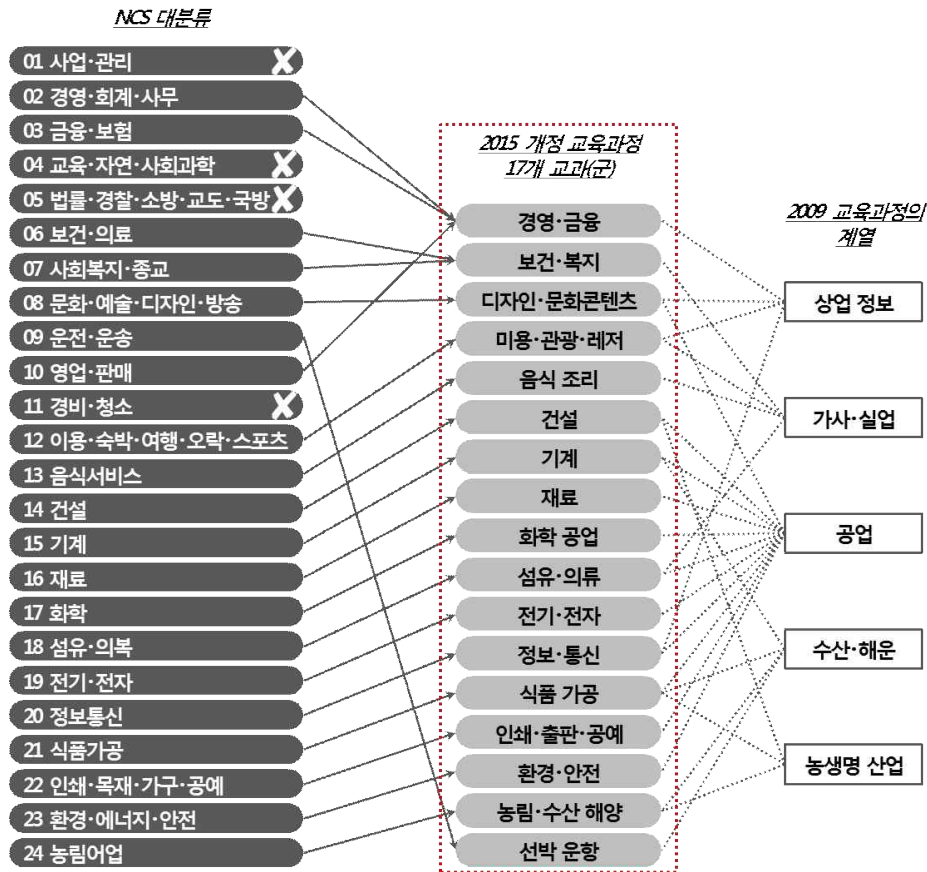 NCS 대분류
01 사업·관리
02 경영·회계·사무
03 금융·보험
04 교육·자연·사회과학
05 법률·경찰·소방·교도·국방
06 보건·의료
07 사회복지·종교
08 문화·예술·디자인·방송
09 운전·운송
10 영업·판매
11 경비·청소
12 이용·숙박·여행·오락·스포츠
13 음식서비스
14 건설
15 기계
16 재료
17 화학
18 섬유·의복
19 전기·전자
20 정보통신
21 식품가공
22 인쇄·목재·가구·공예
23 환경·에너지·안전
24 농림어업
2015 개정 교육과정
17개 교과(군)
경영·금융
보건·복지
디자인·문화콘텐츠
미용·관광·레저
음식 조리
건설
기계
재료
화학 공업
섬유·의류
전기·전자
정보·통신
식품 가공
인쇄·출판·공예
환경·안전
농림·수산 해양
선박 운항
2009 교육과정의
계열
상업 정보
가사·실업
공업
수산·해운
농생명 산업